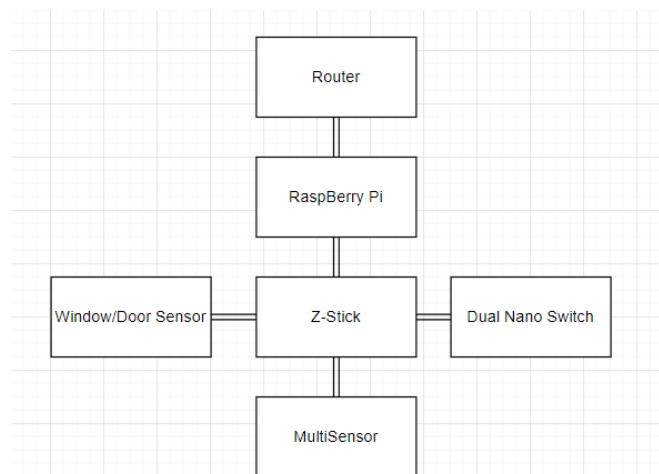 Router
RaspBerry Pi
Window/Door Sensor
Z-Stick
Dual Nano Switch
MultiSensor